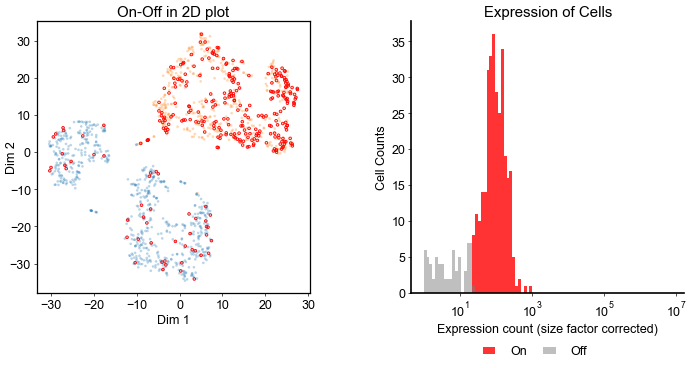 On-Off in 2D plot
Dim 2
30
20
10
0
−10
−20
−30
−30 −20 −10 0 10 20 30
Dim 1
Expression of Cells
Cell Counts
35
30
25
20
15
10
5
0
10^1 10^3 10^5 10^7
Expression count (size factor corrected)
On Off